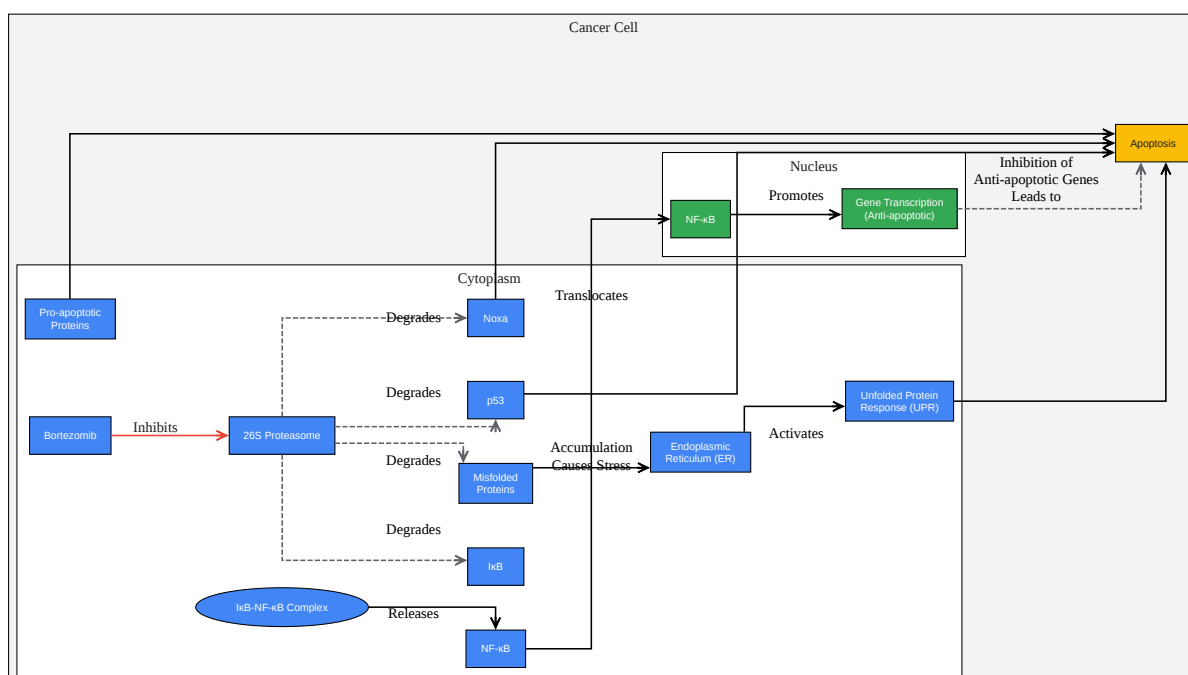 Cancer Cell
Apoptosis
Nucleus
Inhibition of
Anti-apoptotic Genes
Leads to
Promotes
NF-κB
Gene Transcription
(Anti-apoptotic)
Cytoplasm
Translocates
Pro-apoptotic
Proteins
Degrades
Noxa
Degrades
p53
Unfolded Protein
Response (UPR)
Bortezomib
Inhibits
26S Proteasome
Activates
Accumulation
Causes Stress
Endoplasmic
Reticulum (ER)
Degrades
Misfolded
Proteins
Degrades
IκB
IκB-NF-κB Complex
Releases
NF-κB